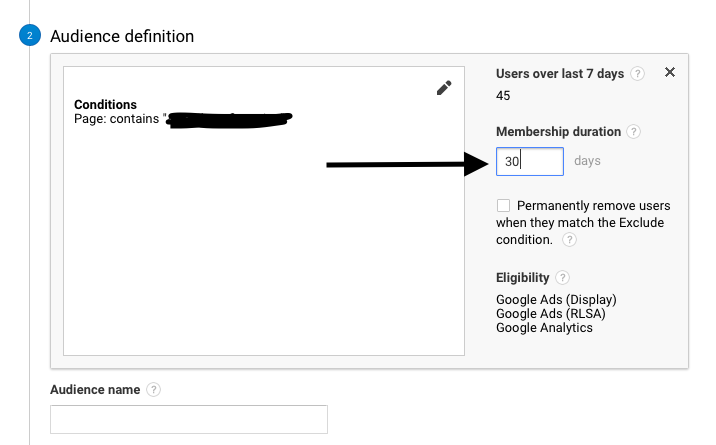 2
Audience definition
Conditions
Page: contains "
Users over last 7 days ?
45
Membership duration ?
30 days
Permanently remove users
when they match the Exclude
condition. ?
Eligibility ?
Google Ads (Display)
Google Ads (RLSA)
Google Analytics
Audience name ?